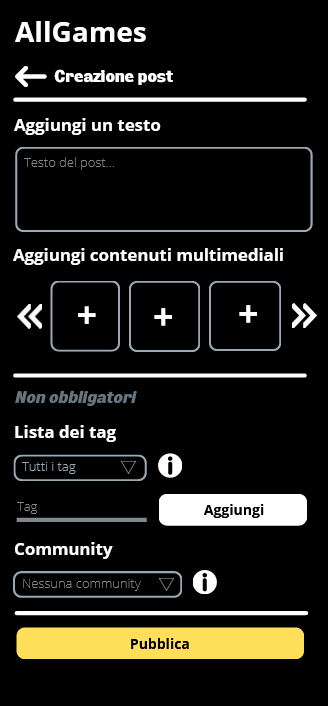 AllGames
Creazione post
Aggiungi un testo
Testo del post...
Aggiungi contenuti multimediali
Non obbligatori
Lista dei tag
Tutti i tag
Tag
Aggiungi
Community
Nessuna community
Pubblica